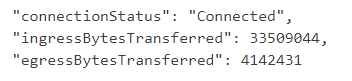 "connectionStatus": "Connected",
"ingressBytesTransferred": 33509044,
"egressBytesTransferred": 4142431